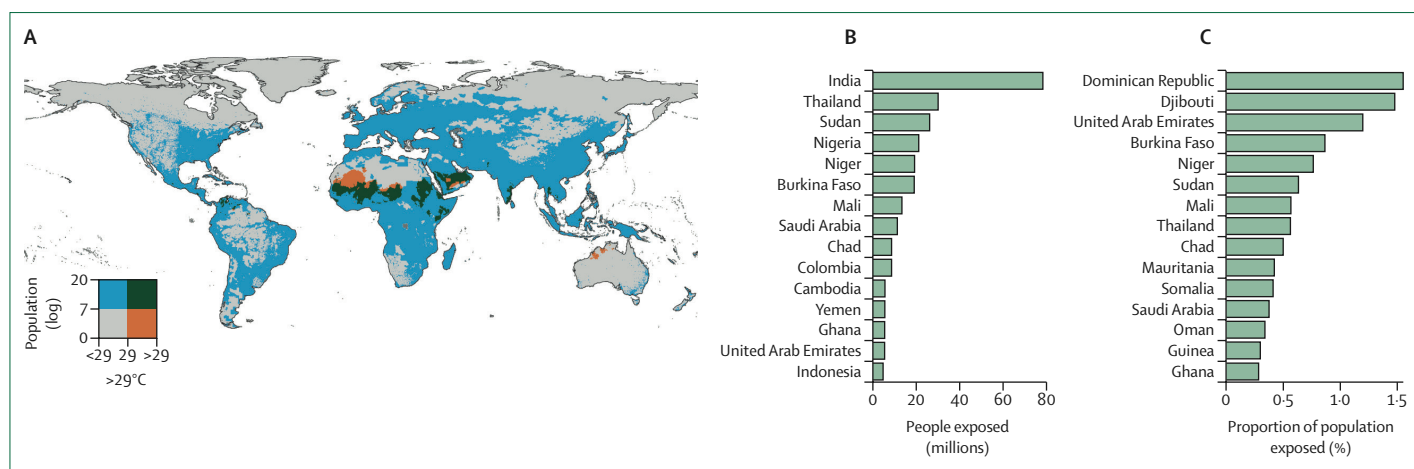 A
Population
(log)
20
7
0
<29 29 >29
>29°C
B
India
Thailand
Sudan
Nigeria
Niger
Burkina Faso
Mali
Saudi Arabia
Chad
Colombia
Cambodia
Yemen
Ghana
United Arab Emirates
Indonesia
0 20 40 60 80
People exposed
(millions)
C
Dominican Republic
Djibouti
United Arab Emirates
Burkina Faso
Niger
Sudan
Mali
Thailand
Chad
Mauritania
Somalia
Saudi Arabia
Oman
Guinea
Ghana
0 0·5 1·0 1·5
Proportion of population
exposed (%)